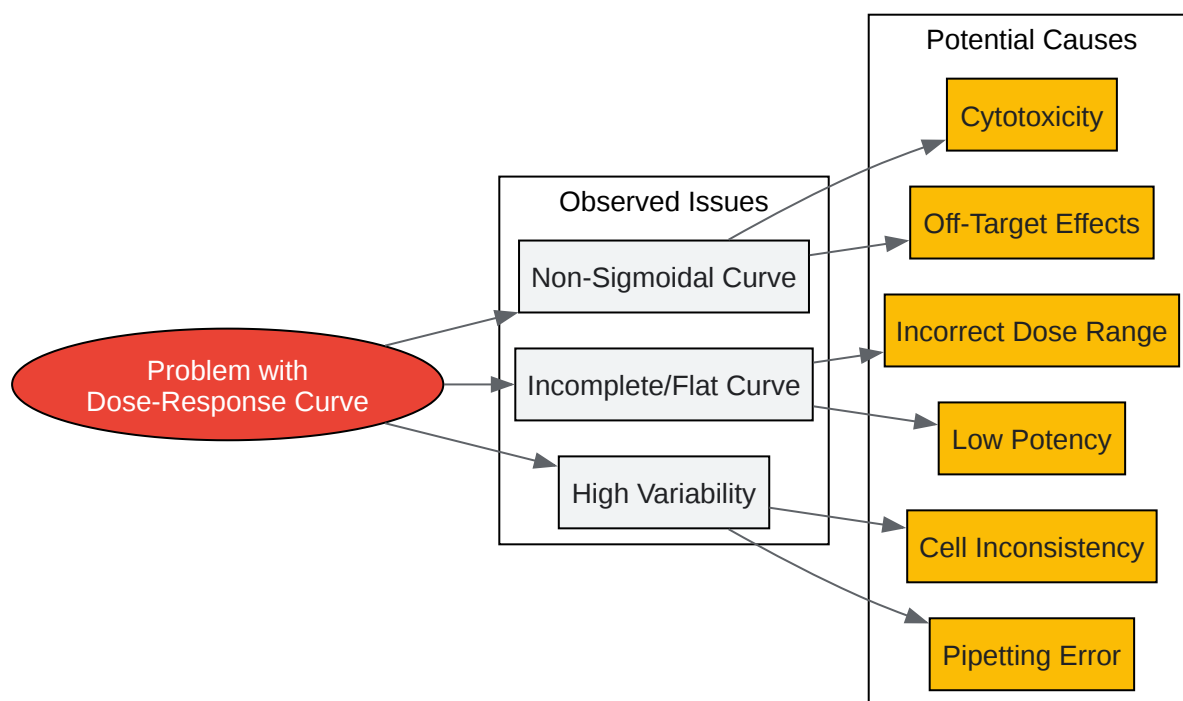 Problem with
Dose-Response Curve
Observed Issues
Non-Sigmoidal Curve
Incomplete/Flat Curve
High Variability
Potential Causes
Cytotoxicity
Off-Target Effects
Incorrect Dose Range
Low Potency
Cell Inconsistency
Pipetting Error